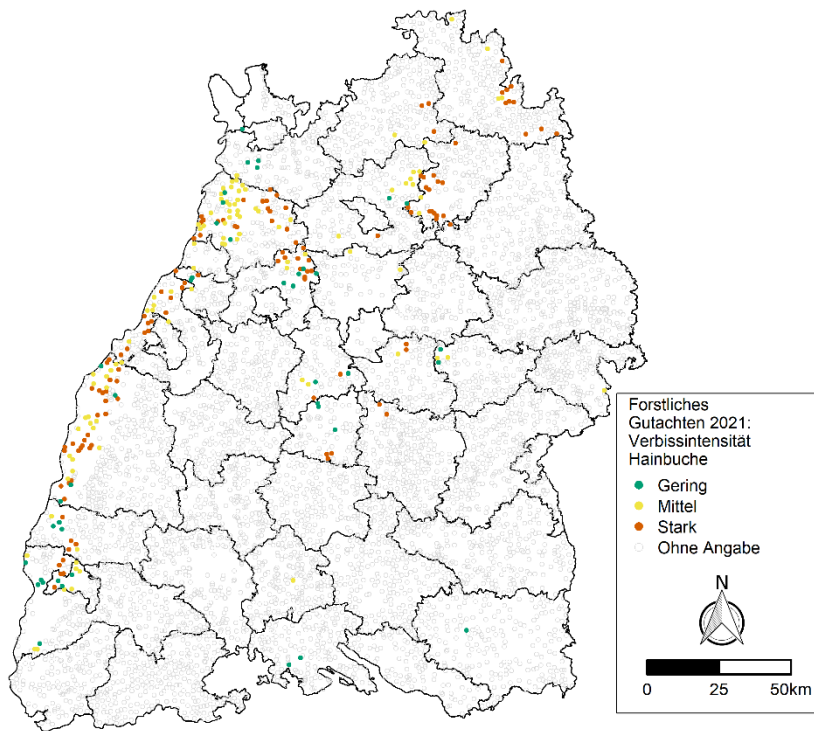 Forstliches
Gutachten 2021:
Verbissintensität
Hainbuche
Gering
Mittel
Stark
Ohne Angabe
N
0 25 50km